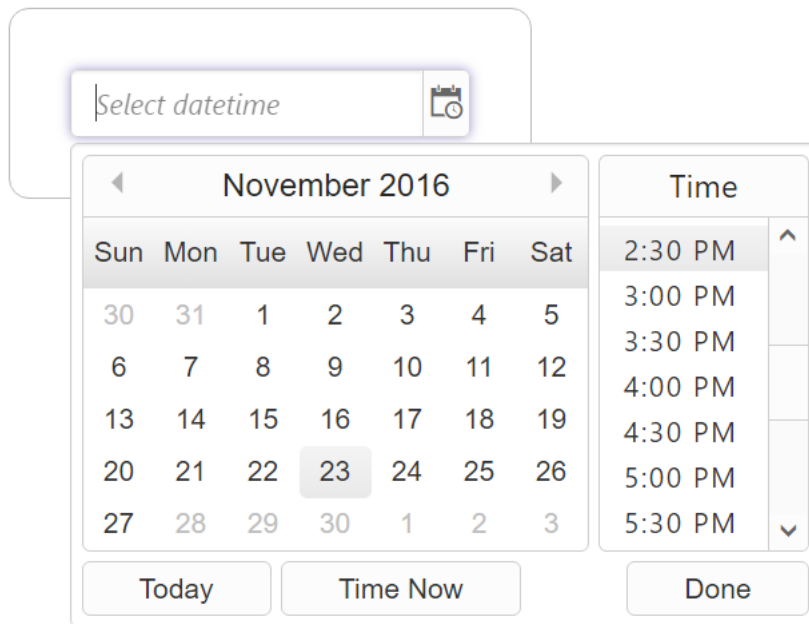 Select datetime
November 2016
Time
Sun Mon Tue Wed Thu Fri Sat
30 31 1 2 3 4 5
6 7 8 9 10 11 12
13 14 15 16 17 18 19
20 21 22 23 24 25 26
27 28 29 30 1 2 3
2:30 PM
3:00 PM
3:30 PM
4:00 PM
4:30 PM
5:00 PM
5:30 PM
Today Time Now Done